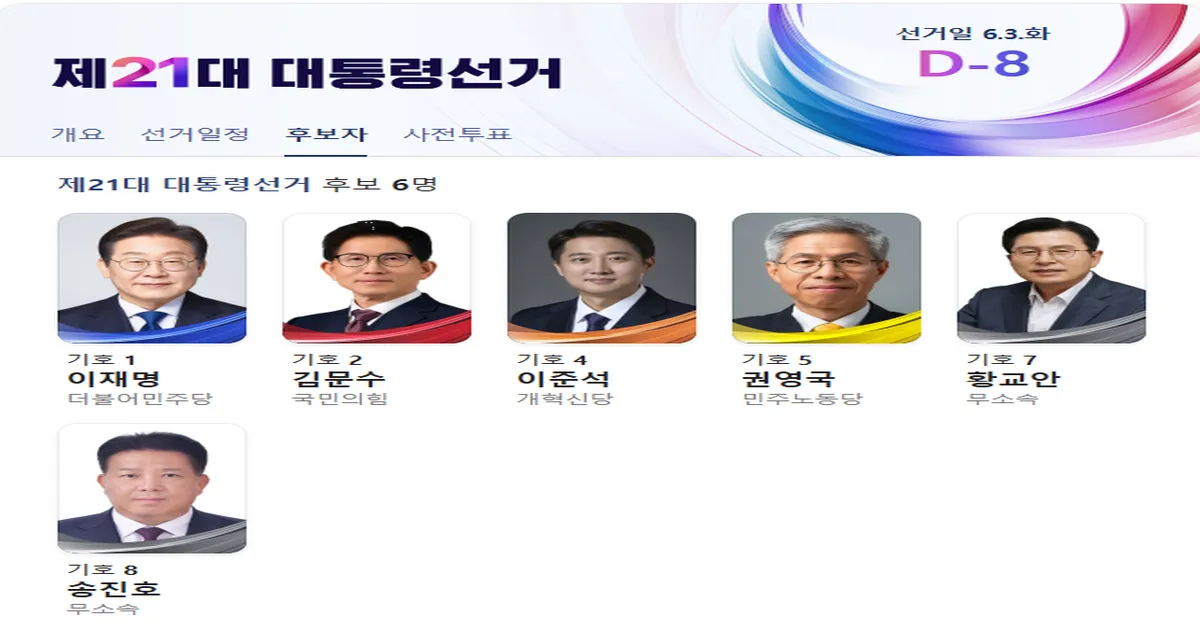 선거일 6.3.화
D-8
제21대 대통령선거
개요 선거일정 후보자 사전투표
제21대 대통령선거 후보 6명
기호 1
이재명
더불어민주당
기호 2
김문수
국민의힘
기호 4
이준석
개혁신당
기호 5
권영국
민주노동당
기호 7
황교안
무소속
기호 8
송진호
무소속